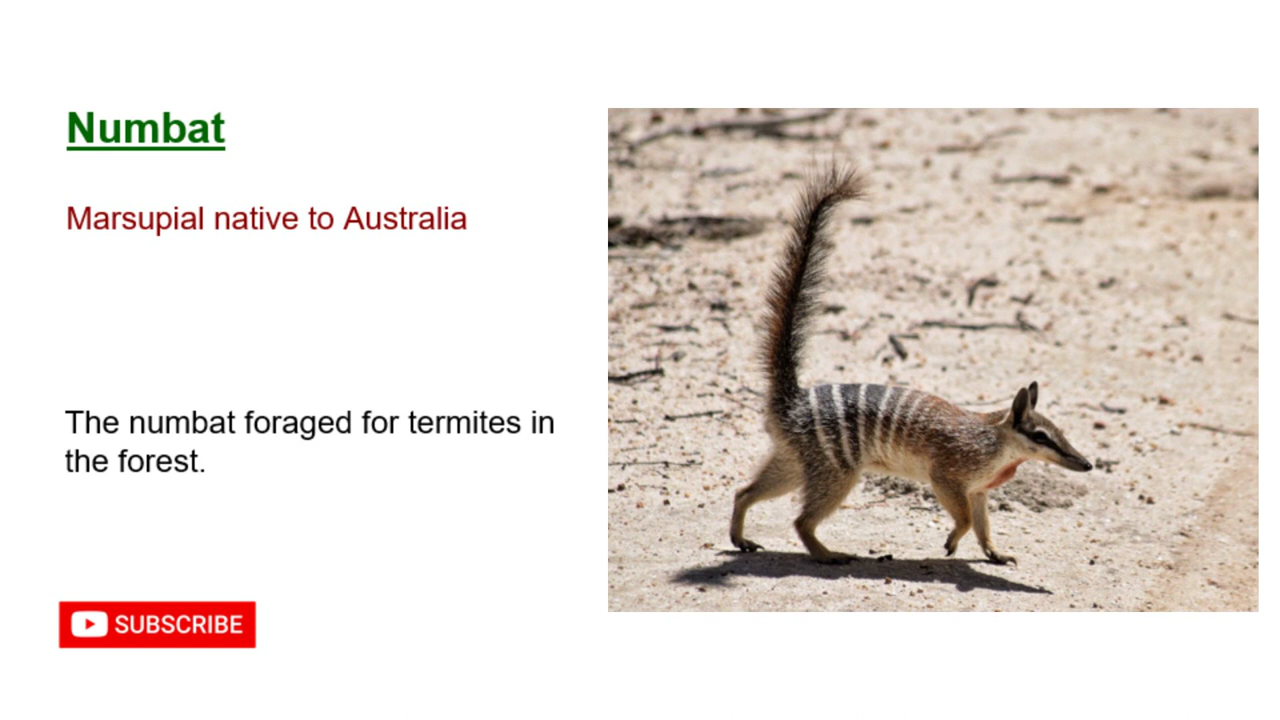 Numbat
Marsupial native to Australia
The numbat foraged for termites in
the forest.
SUBSCRIBE